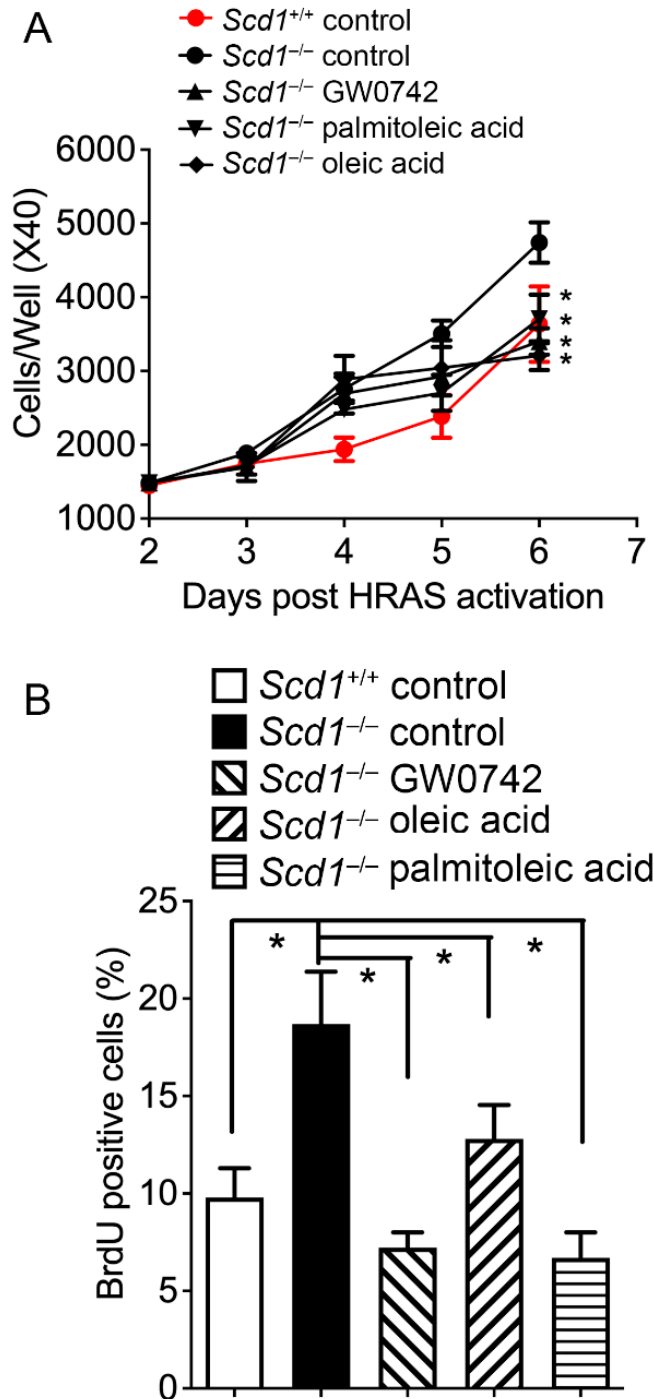 A
Scd1+/+ control
Scd1−/− control
Scd1−/− GW0742
Scd1−/− palmitoleic acid
Scd1−/− oleic acid
Cells/Well (X40)
6000
5000
4000
3000
2000
1000
*
*
*
*
2 3 4 5 6 7
Days post HRAS activation
B
Scd1+/+ control
Scd1−/− control
Scd1−/− GW0742
Scd1−/− oleic acid
Scd1−/− palmitoleic acid
BrdU positive cells (%)
25
20
15
10
5
0
* * * *